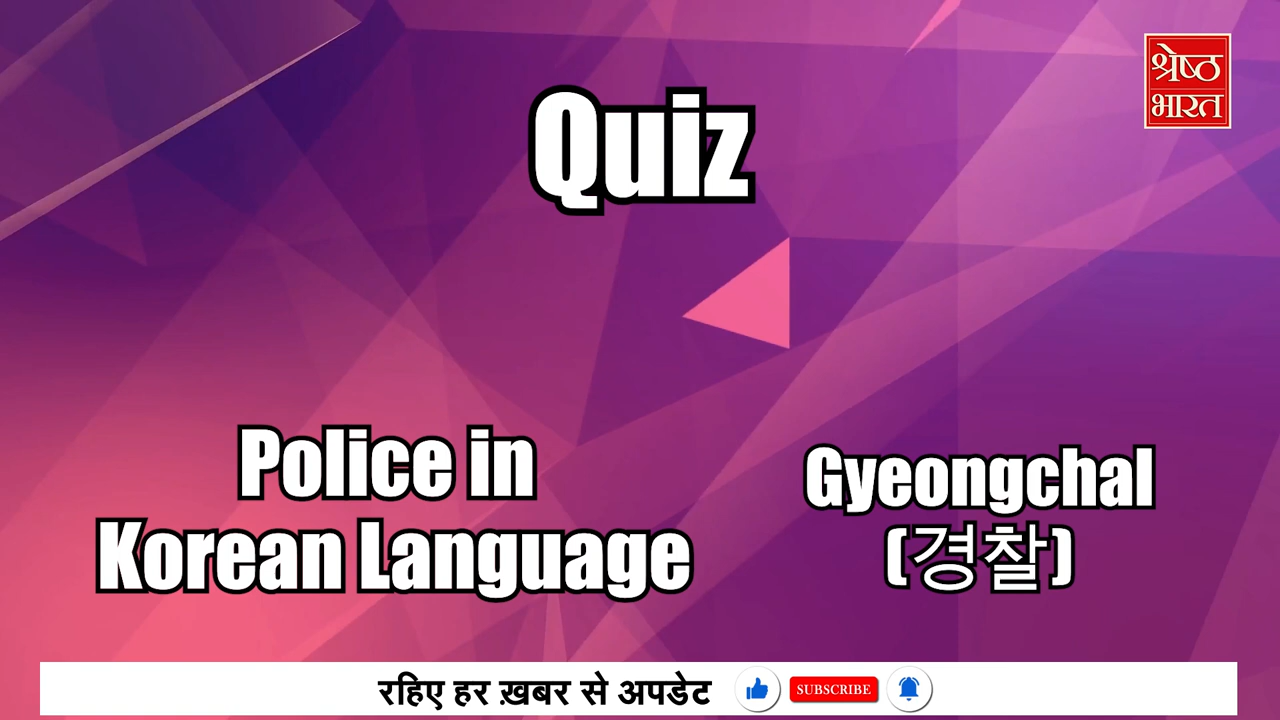 श्रेष्ठ
भारत
Quiz
Police in
Korean Language
Gyeongchal
(경찰)
रहिए हर ख़बर से अपडेट
SUBSCRIBE